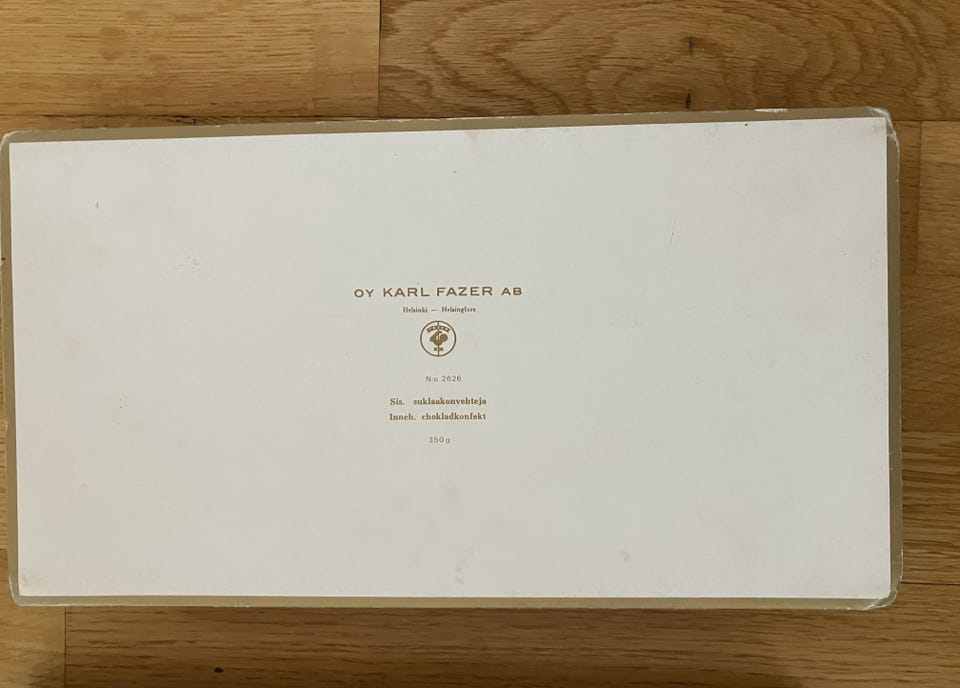 OY KARL FAZER AB
Helsinki — Helsingfors
N:o 2626
Sis. suklaakonvehteja
Inneh. chokladkonfekt
350 g